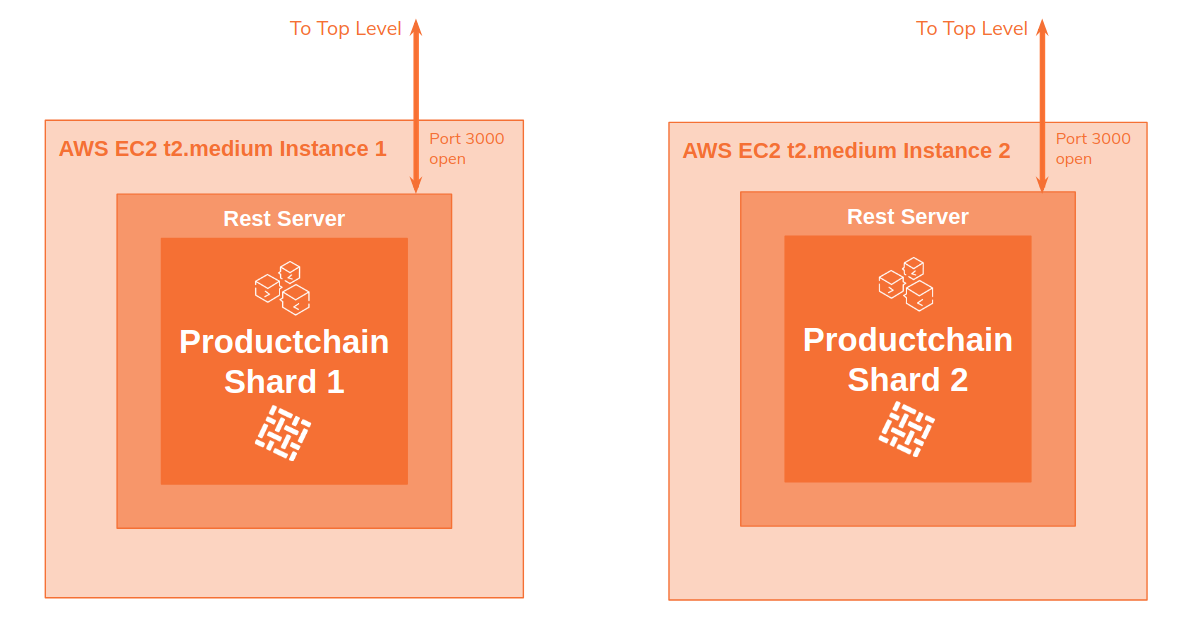 To Top Level
To Top Level
AWS EC2 t2.medium Instance 1
Port 3000
open
AWS EC2 t2.medium Instance 2
Port 3000
open
Rest Server
Rest Server
Productchain
Shard 1
Productchain
Shard 2